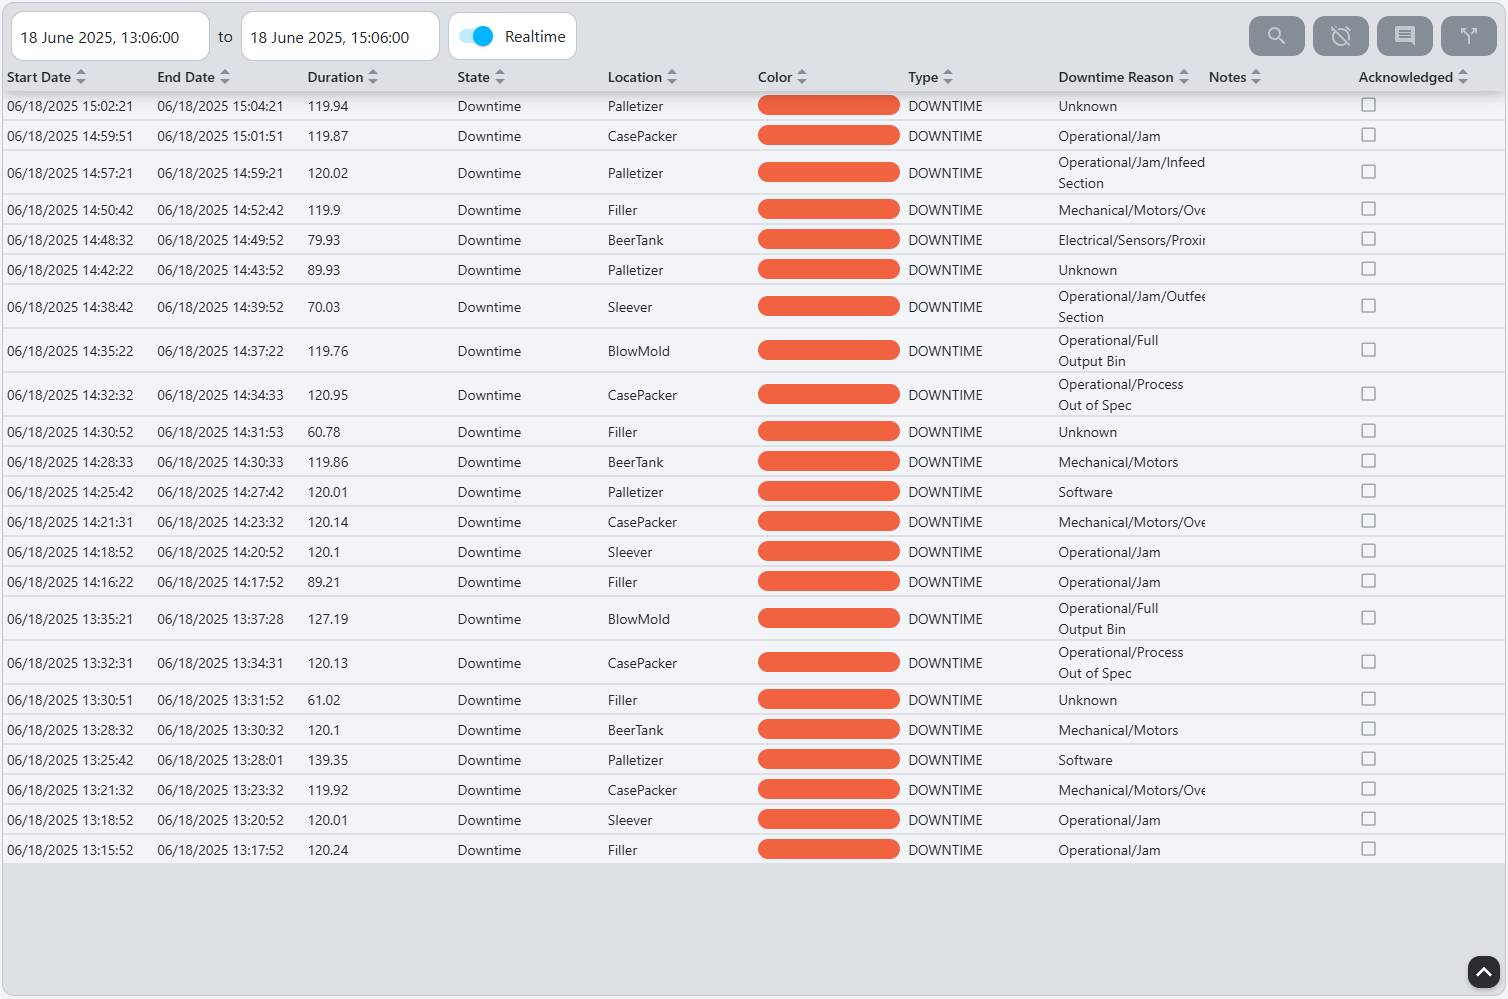 18 June 2025, 13:06:00 to 18 June 2025, 15:06:00 Realtime
Start Date End Date Duration State Location Color Type Downtime Reason Notes Acknowledged
06/18/2025 15:02:21 06/18/2025 15:04:21 119.94 Downtime Palletizer DOWNTIME Unknown
06/18/2025 14:59:51 06/18/2025 15:01:51 119.87 Downtime CasePacker DOWNTIME Operational/Jam
06/18/2025 14:57:21 06/18/2025 14:59:21 120.02 Downtime Palletizer DOWNTIME Operational/Jam/Infeed
Section
06/18/2025 14:50:42 06/18/2025 14:52:42 119.9 Downtime Filler DOWNTIME Mechanical/Motors/Ove
06/18/2025 14:48:32 06/18/2025 14:49:52 79.93 Downtime BeerTank DOWNTIME Electrical/Sensors/Proxi
06/18/2025 14:42:22 06/18/2025 14:43:52 89.93 Downtime Palletizer DOWNTIME Unknown
06/18/2025 14:38:42 06/18/2025 14:39:52 70.03 Downtime Sleever DOWNTIME Operational/Jam/Outfee
Section
06/18/2025 14:35:22 06/18/2025 14:37:22 119.76 Downtime BlowMold DOWNTIME Operational/Full
Output Bin
06/18/2025 14:32:32 06/18/2025 14:34:33 120.95 Downtime CasePacker DOWNTIME Operational/Process
Out of Spec
06/18/2025 14:30:52 06/18/2025 14:31:53 60.78 Downtime Filler DOWNTIME Unknown
06/18/2025 14:28:33 06/18/2025 14:30:33 119.86 Downtime BeerTank DOWNTIME Mechanical/Motors
06/18/2025 14:25:42 06/18/2025 14:27:42 120.01 Downtime Palletizer DOWNTIME Software
06/18/2025 14:21:31 06/18/2025 14:23:32 120.14 Downtime CasePacker DOWNTIME Mechanical/Motors/Ove
06/18/2025 14:18:52 06/18/2025 14:20:52 120.1 Downtime Sleever DOWNTIME Operational/Jam
06/18/2025 14:16:22 06/18/2025 14:17:52 89.21 Downtime Filler DOWNTIME Operational/Jam
06/18/2025 13:35:21 06/18/2025 13:37:28 127.19 Downtime BlowMold DOWNTIME Operational/Full
Output Bin
06/18/2025 13:32:31 06/18/2025 13:34:31 120.13 Downtime CasePacker DOWNTIME Operational/Process
Out of Spec
06/18/2025 13:30:51 06/18/2025 13:31:52 61.02 Downtime Filler DOWNTIME Unknown
06/18/2025 13:28:32 06/18/2025 13:30:32 120.1 Downtime BeerTank DOWNTIME Mechanical/Motors
06/18/2025 13:25:42 06/18/2025 13:28:01 139.35 Downtime Palletizer DOWNTIME Software
06/18/2025 13:21:32 06/18/2025 13:23:32 119.92 Downtime CasePacker DOWNTIME Mechanical/Motors/Ove
06/18/2025 13:18:52 06/18/2025 13:20:52 120.01 Downtime Sleever DOWNTIME Operational/Jam
06/18/2025 13:15:52 06/18/2025 13:17:52 120.24 Downtime Filler DOWNTIME Operational/Jam